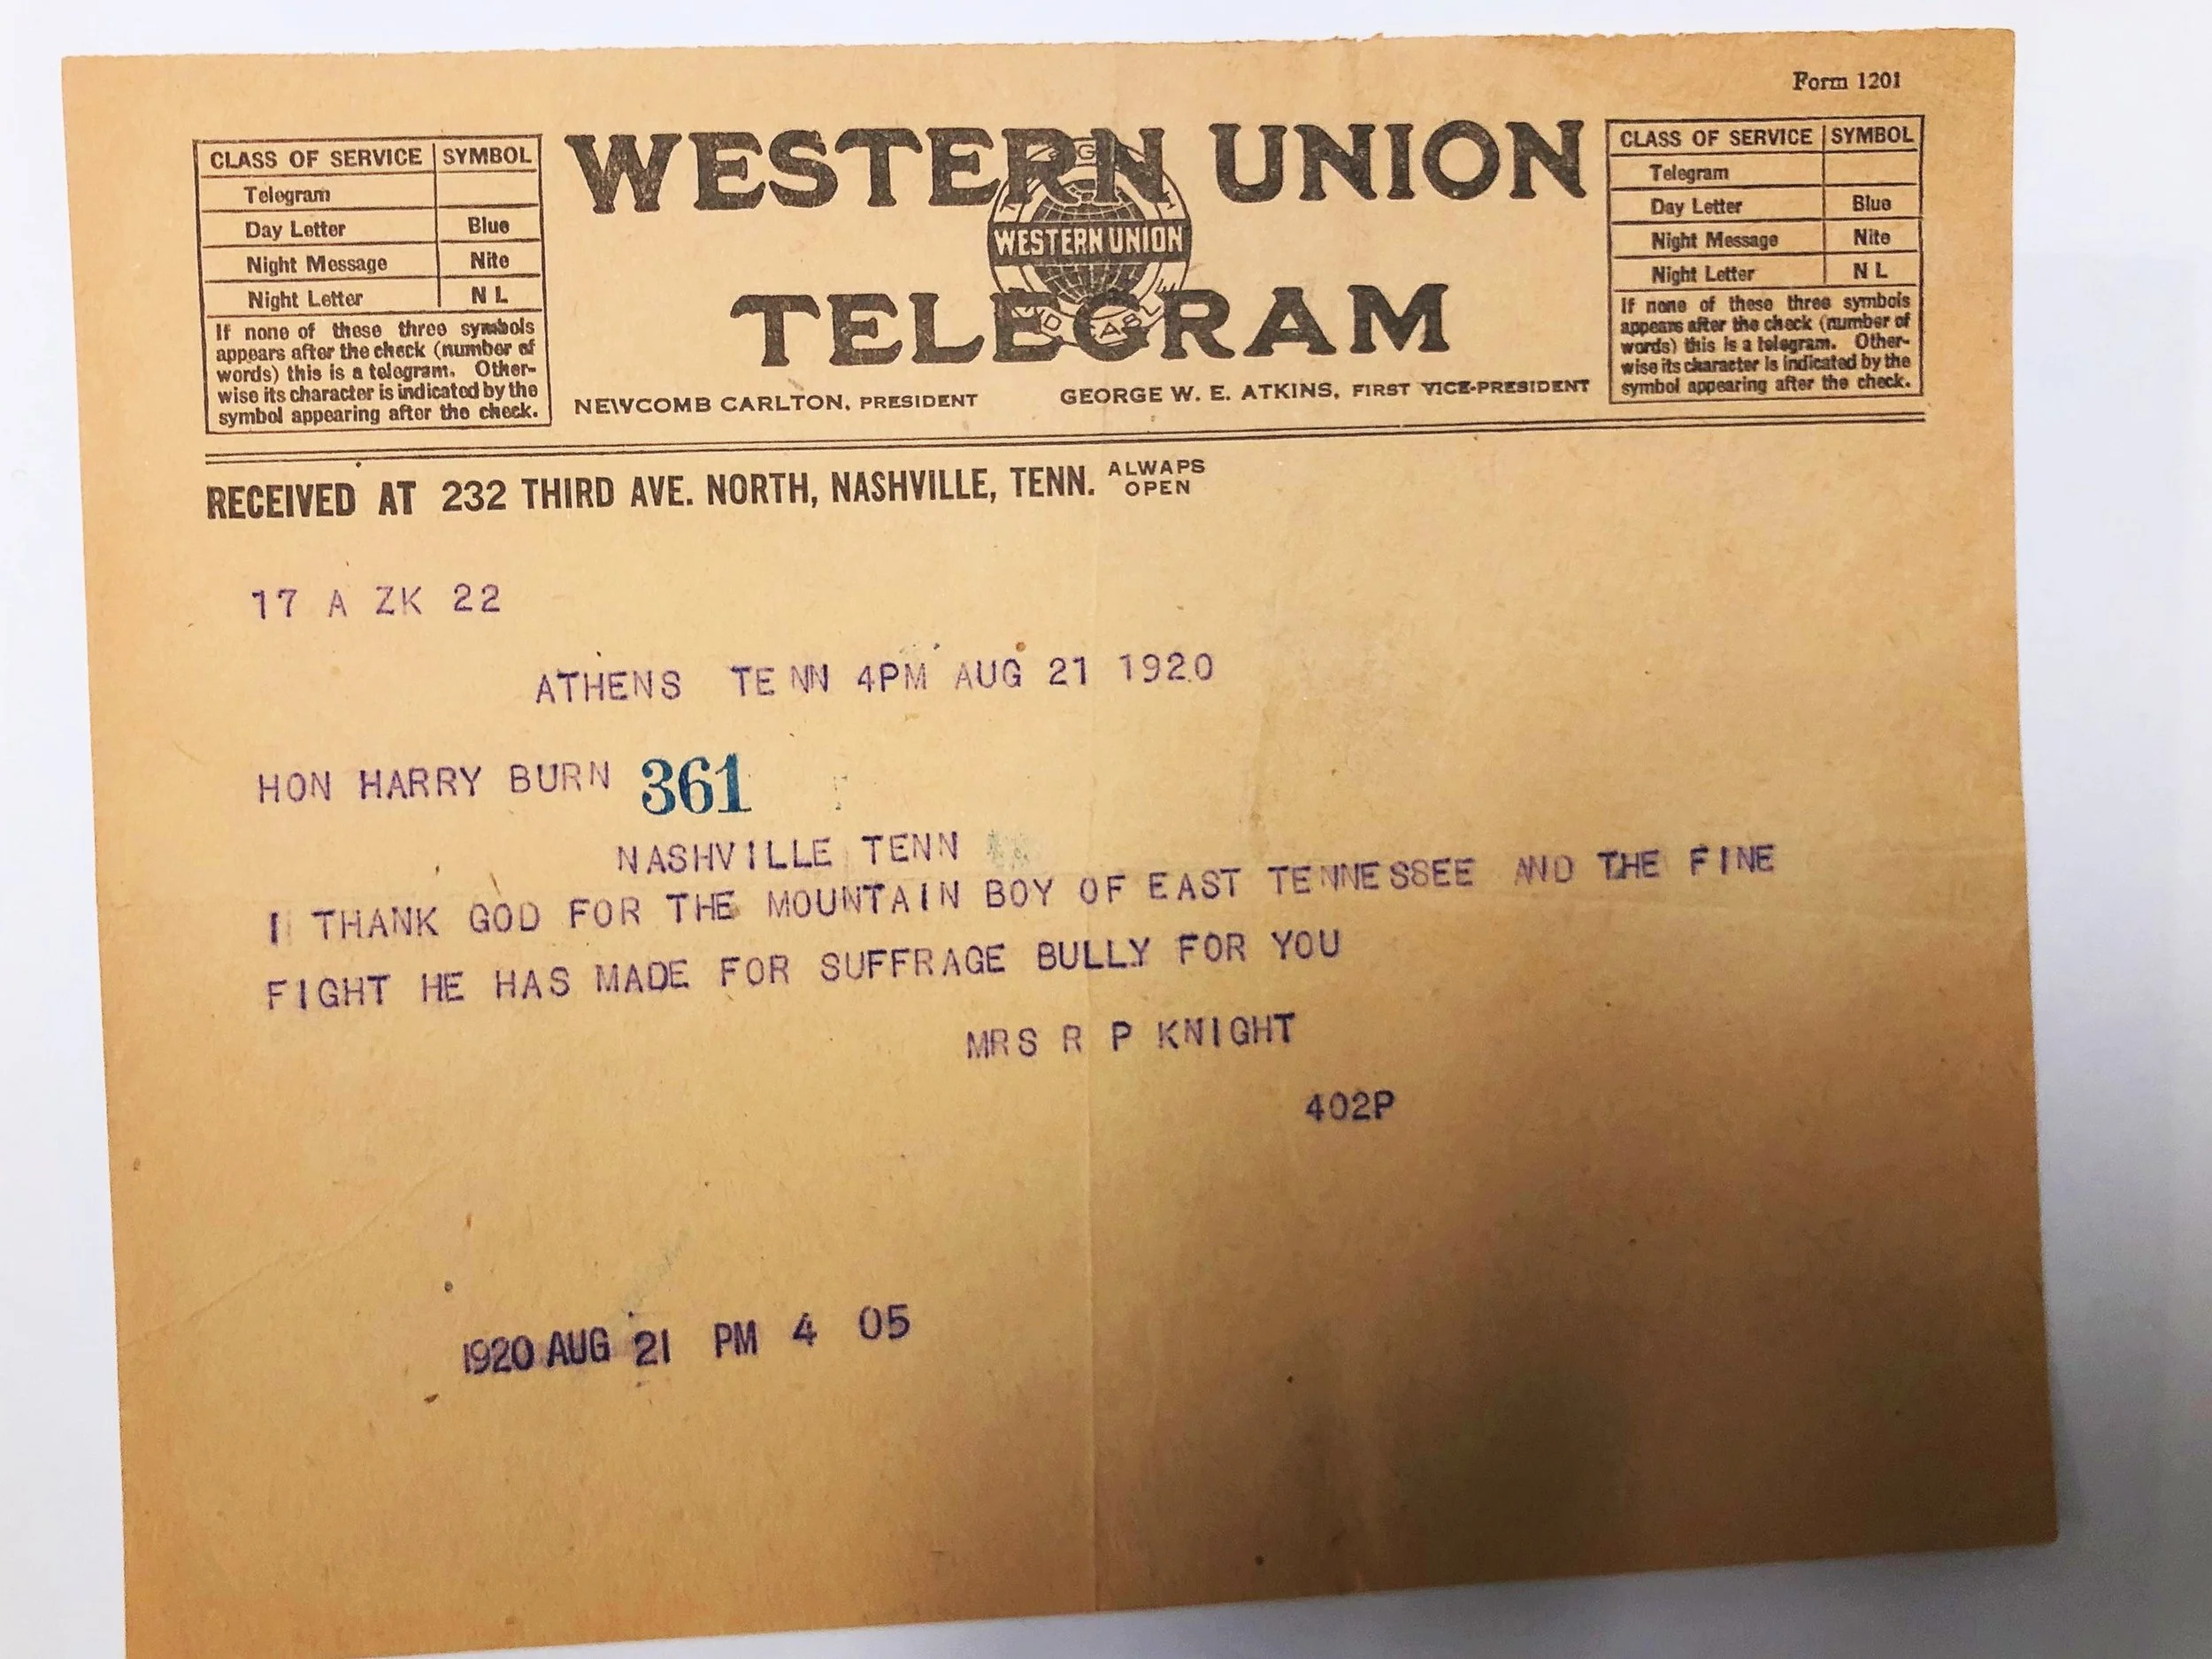 Form 1201
CLASS OF SERVICE SYMBOL
Telegram
Day Letter Blue
Night Message Nite
Night Letter N L
If none of these three symbols
appears after the check (number of
words) this is a telegram. Other-
wise its character is indicated by the
symbol appearing after the check.
WESTERN UNION
WESTERN UNION
TELEGRAM
NEWCOMB CARLTON, PRESIDENT
GEORGE W. E. ATKINS, FIRST VICE-PRESIDENT
CLASS OF SERVICE SYMBOL
Telegram
Day Letter Blue
Night Message Nite
Night Letter N L
If none of these three symbols
appears after the check (number of
words) this is a telegram. Other-
wise its character is indicated by the
symbol appearing after the check.
RECEIVED AT 232 THIRD AVE. NORTH, NASHVILLE, TENN. ALWAPS
OPEN
17 A ZK 22
ATHENS TENN 4PM AUG 21 1920
HON HARRY BURN 361
NASHVILLE TENN
I THANK GOD FOR THE MOUNTAIN BOY OF EAST TENNESSEE AND THE FINE
FIGHT HE HAS MADE FOR SUFFRAGE BULLY FOR YOU
MRS R P KNIGHT
402P
1920 AUG 21 PM 4 05